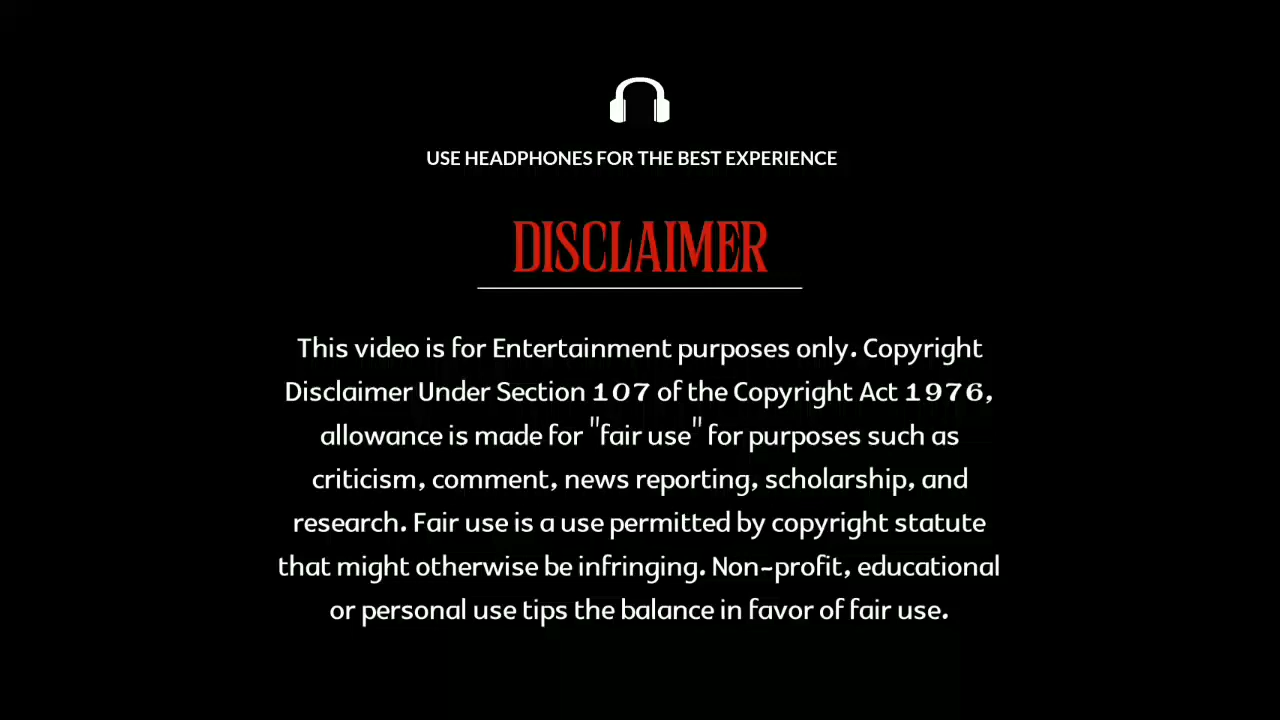 USE HEADPHONES FOR THE BEST EXPERIENCE
DISCLAIMER
This video is for Entertainment purposes only. Copyright
Disclaimer Under Section 107 of the Copyright Act 1976,
allowance is made for "fair use" for purposes such as
criticism, comment, news reporting, scholarship, and
research. Fair use is a use permitted by copyright statute
that might otherwise be infringing. Non-profit, educational
or personal use tips the balance in favor of fair use.